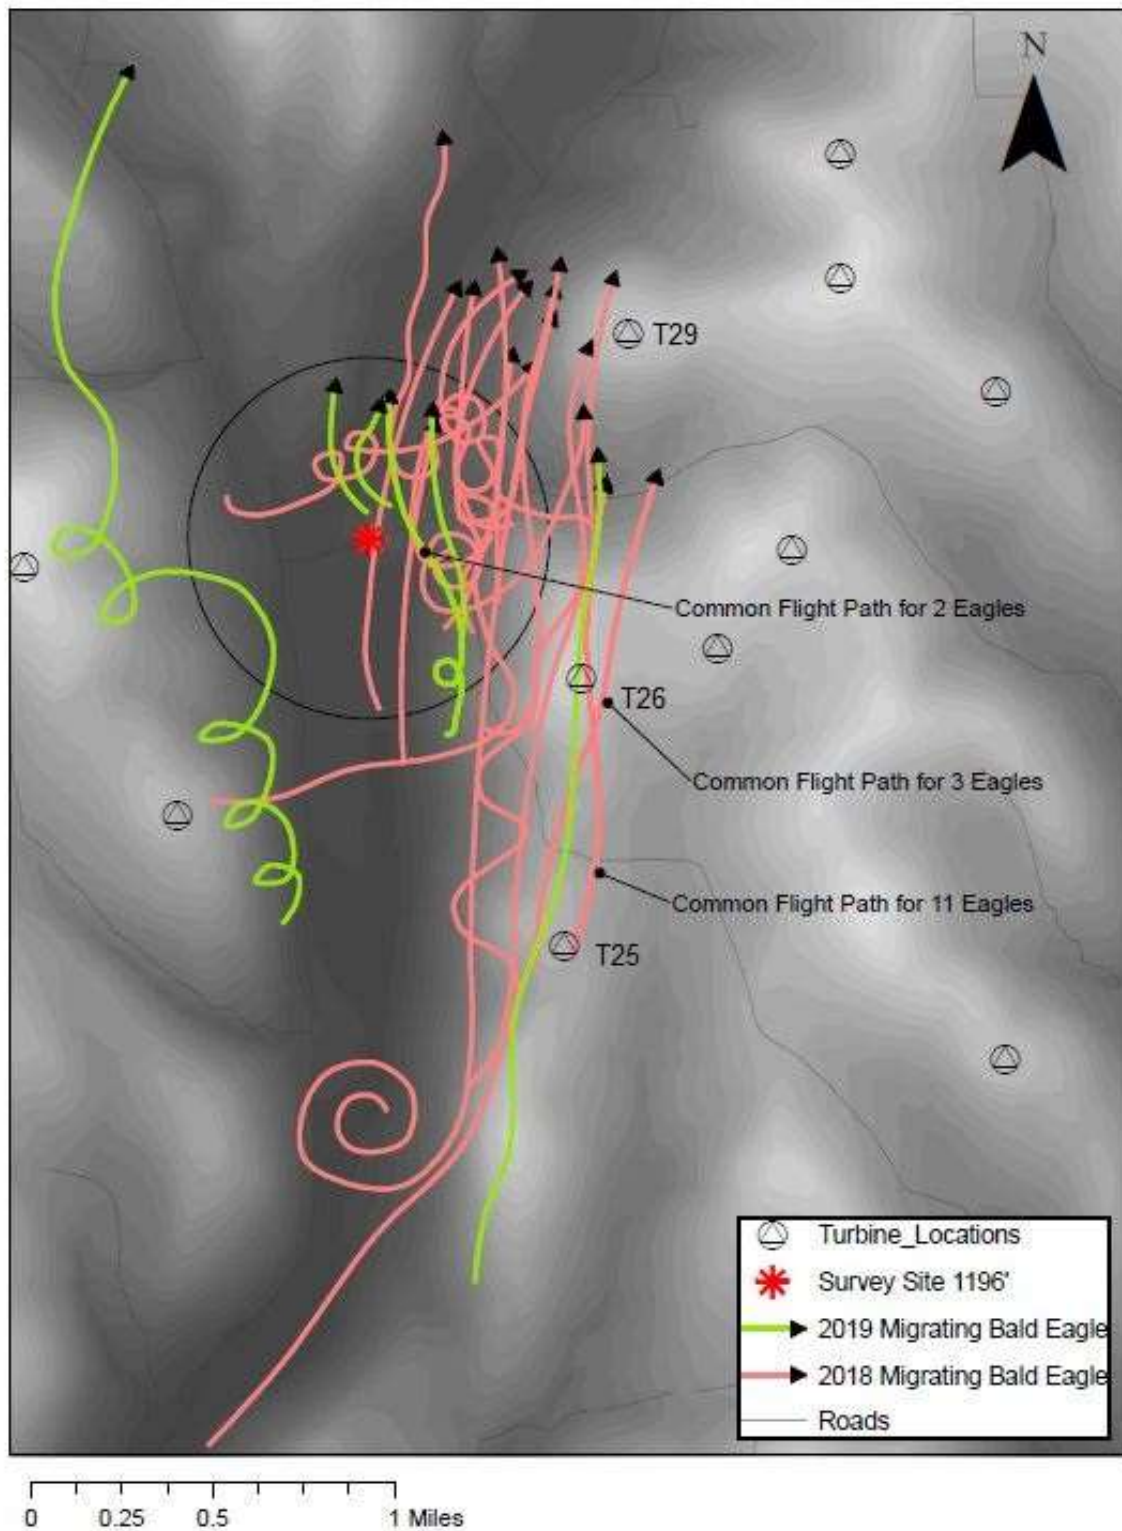 N
T29
Common Flight Path for 2 Eagles
T26
Common Flight Path for 3 Eagles
Common Flight Path for 11 Eagles
T25
Turbine_Locations
Survey Site 1196'
2019 Migrating Bald Eagle
2018 Migrating Bald Eagle
Roads
0 0.25 0.5 1 Miles